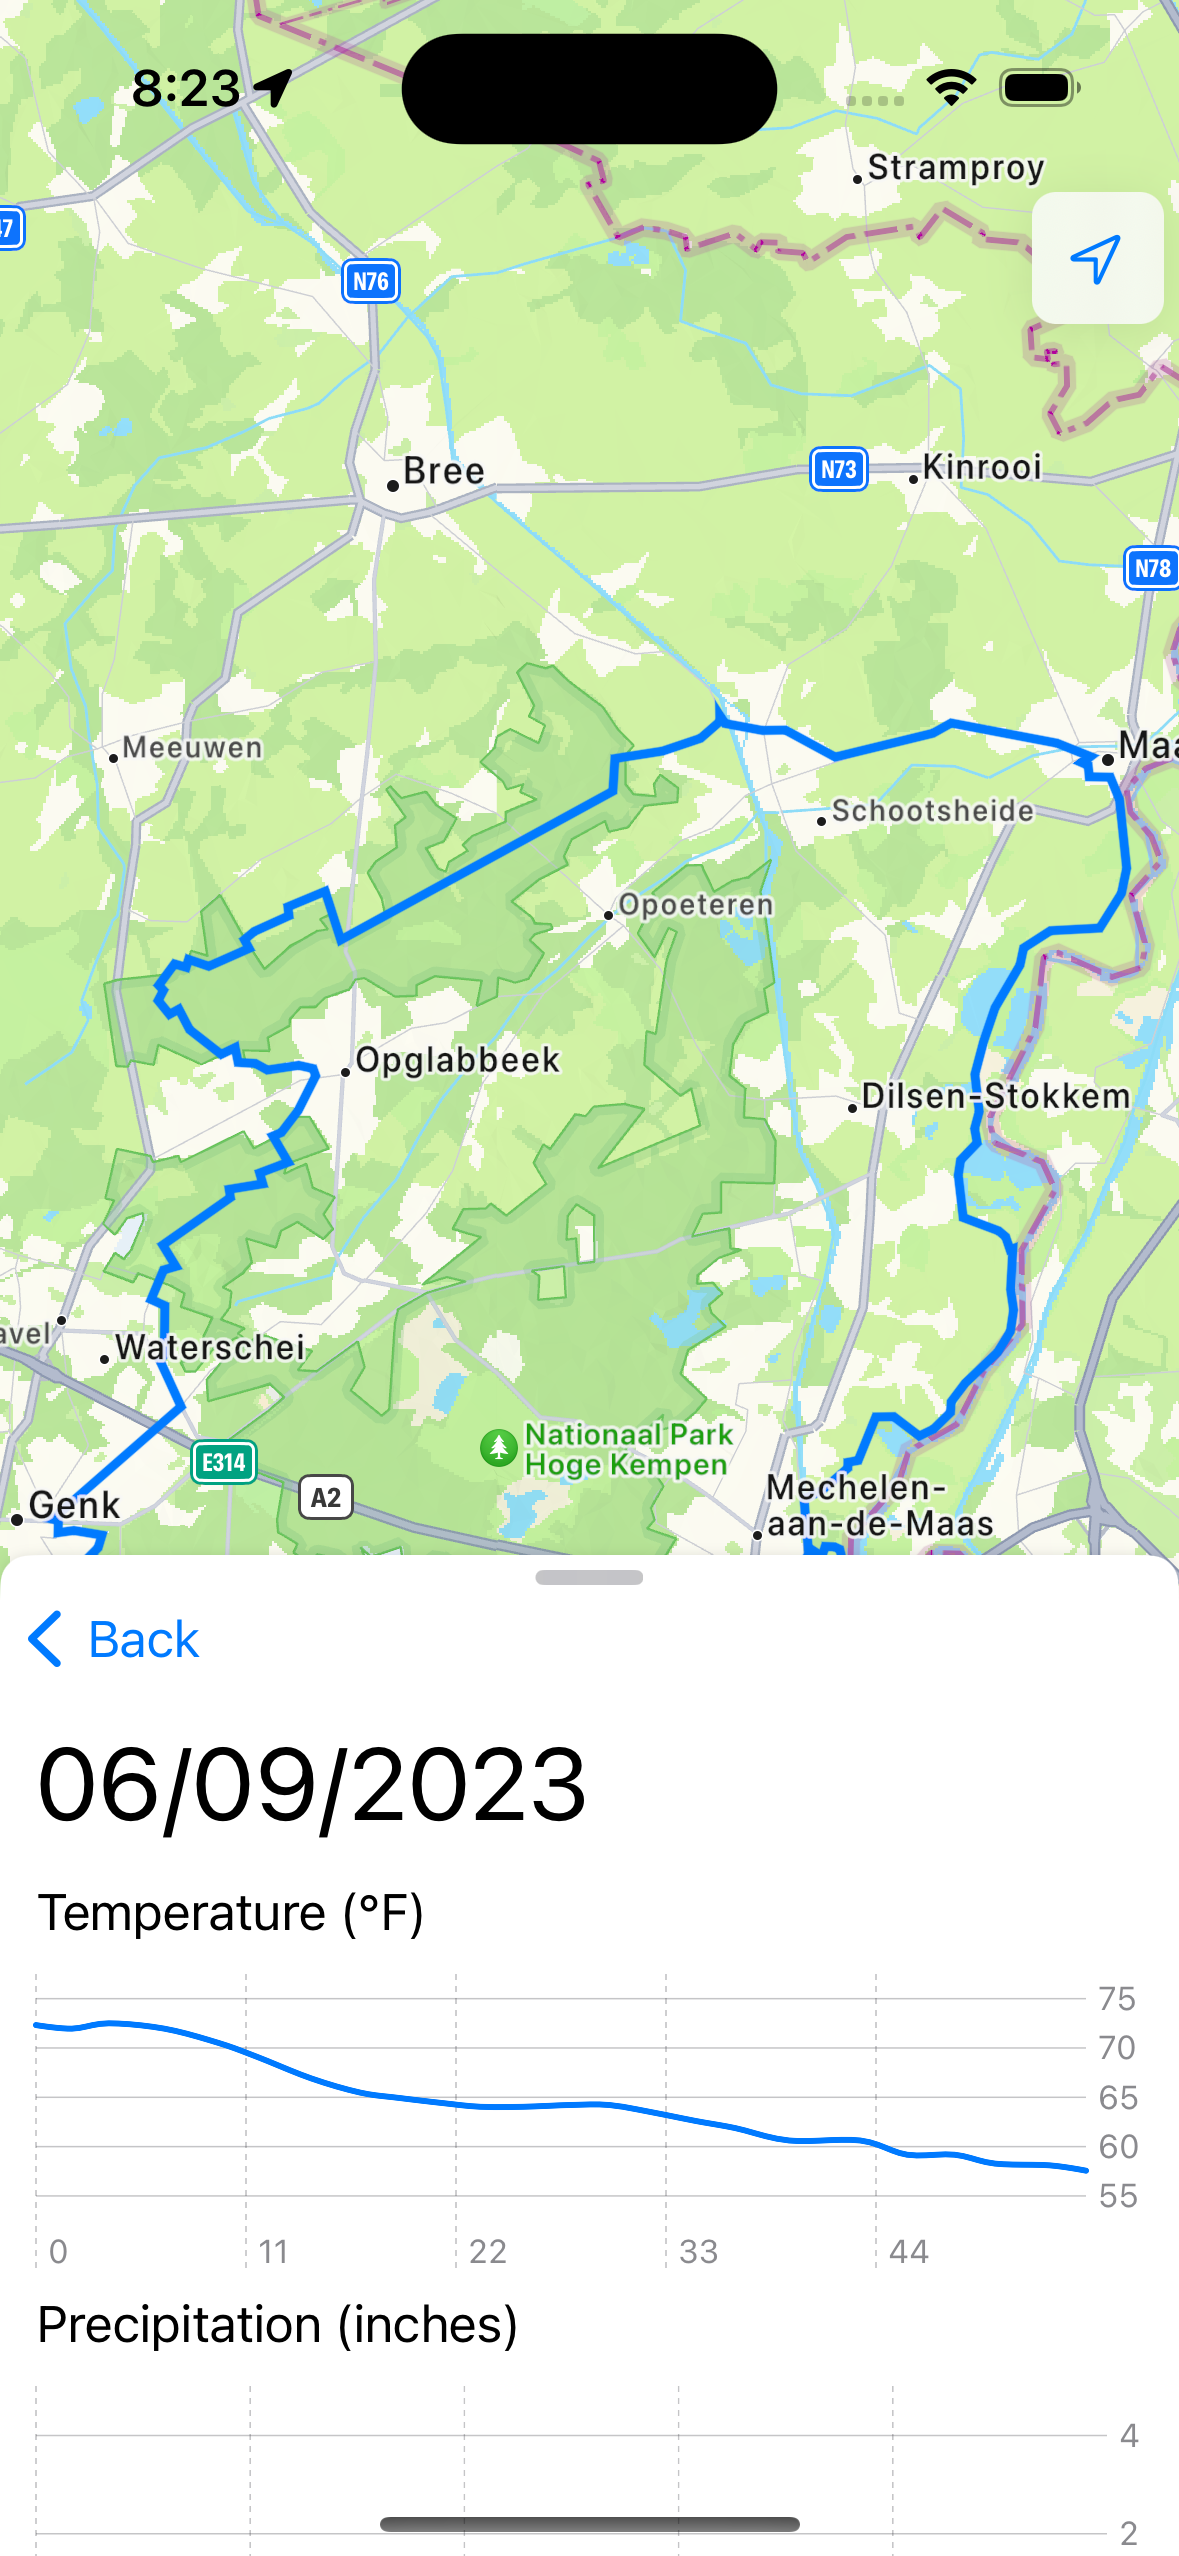 8:23
Stramproy
47
N76
Bree
N73
Kinrooi
N78
Meeuwen
Maa
Schootsheide
Opoeteren
Opglabbeek
Dilsen-Stokkem
avel
Waterschei
Nationaal Park
Hoge Kempen
E314
A2
Genk
Mechelen-
aan-de-Maas
Back
06/09/2023
Temperature (°F)
75
70
65
60
55
0 11 22 33 44
Precipitation (inches)
4
2